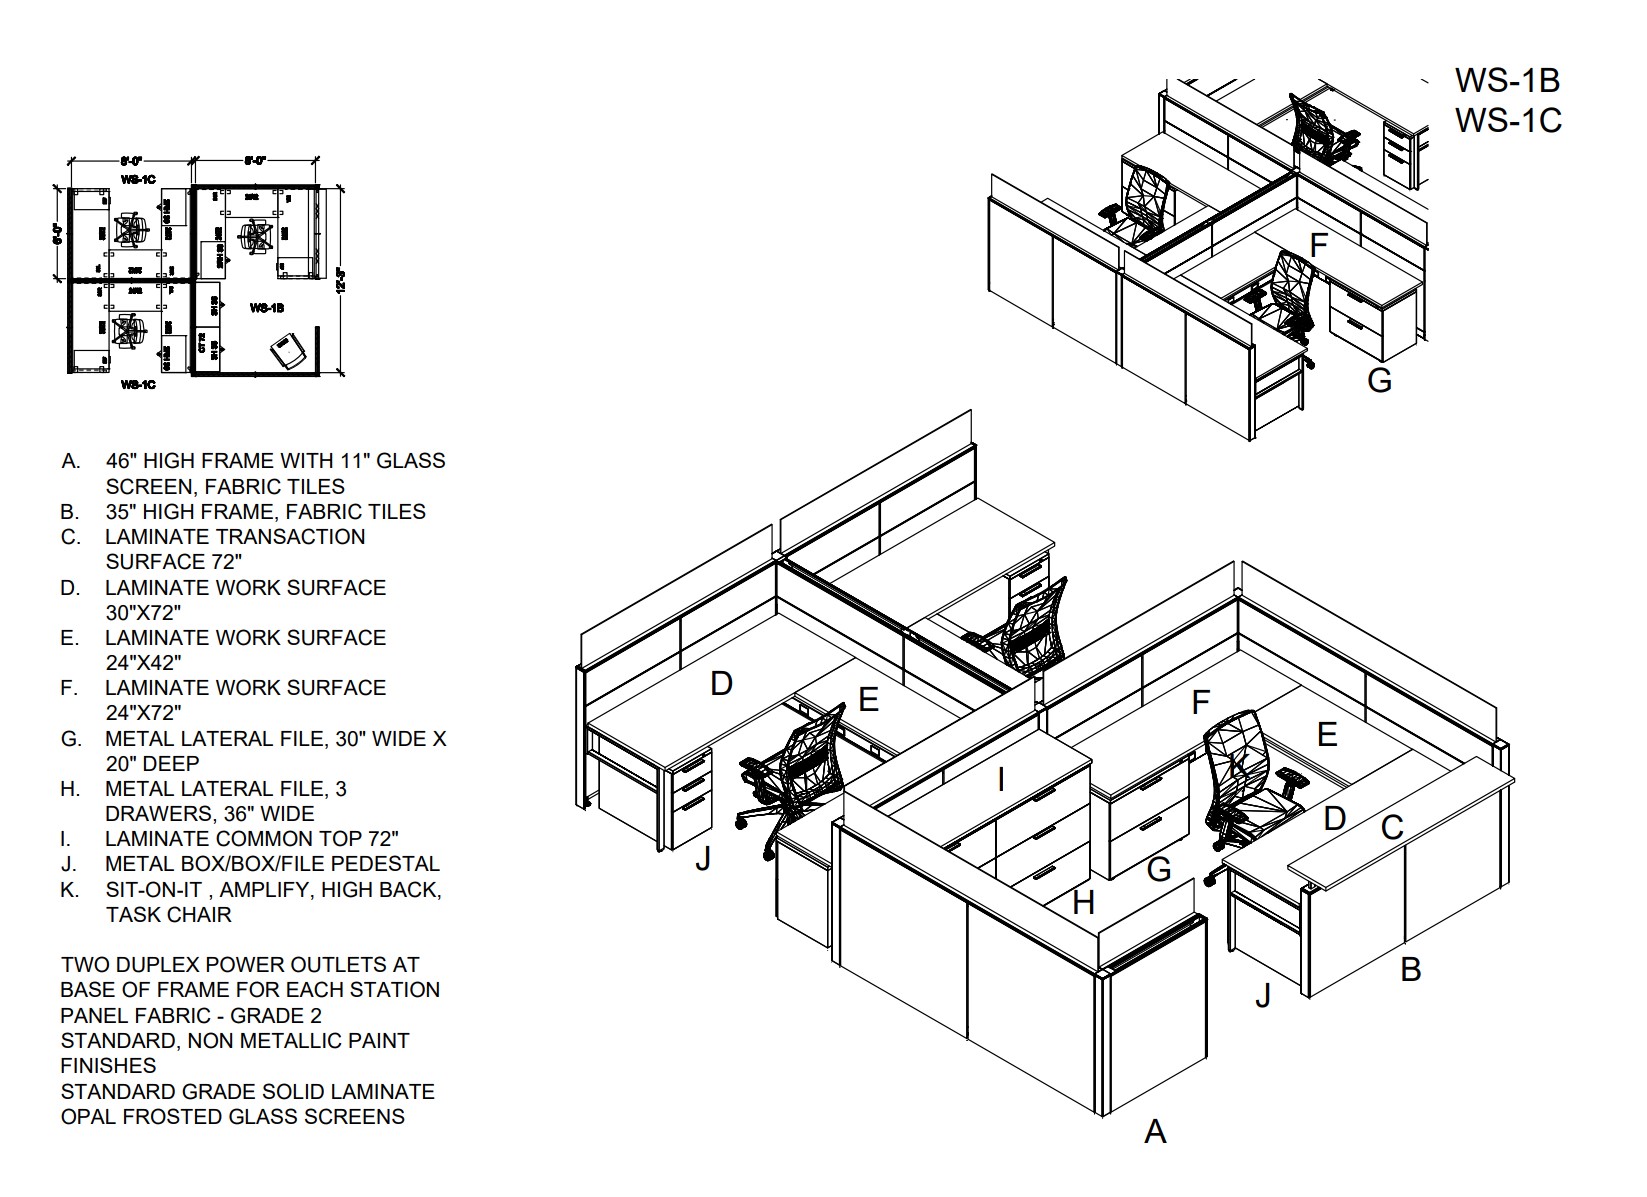 WS-1B
WS-1C
8'-0" 8'-0"
WS-1C
6'-0"
12'-3"
WS-1B
CT 72
WS-1C
A. 46" HIGH FRAME WITH 11" GLASS
SCREEN, FABRIC TILES
B. 35" HIGH FRAME, FABRIC TILES
C. LAMINATE TRANSACTION
SURFACE 72"
D. LAMINATE WORK SURFACE
30"X72"
E. LAMINATE WORK SURFACE
24"X42"
F. LAMINATE WORK SURFACE
24"X72"
G. METAL LATERAL FILE, 30" WIDE X
20" DEEP
H. METAL LATERAL FILE, 3
DRAWERS, 36" WIDE
I. LAMINATE COMMON TOP 72"
J. METAL BOX/BOX/FILE PEDESTAL
K. SIT-ON-IT , AMPLIFY, HIGH BACK,
TASK CHAIR
TWO DUPLEX POWER OUTLETS AT
BASE OF FRAME FOR EACH STATION
PANEL FABRIC - GRADE 2
STANDARD, NON METALLIC PAINT
FINISHES
STANDARD GRADE SOLID LAMINATE
OPAL FROSTED GLASS SCREENS
F
G
D
E
F
E
I
K
D
C
J
G
H
B
J
A